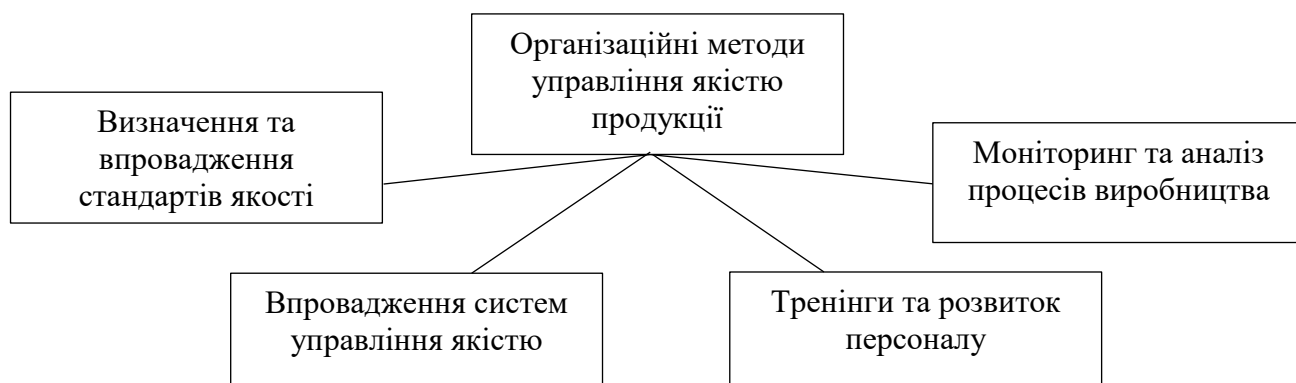 Організаційні методи
управління якістю
продукції
Визначення та
впровадження
стандартів якості
Моніторинг та аналіз
процесів виробництва
Впровадження систем
управління якістю
Тренінги та розвиток
персоналу